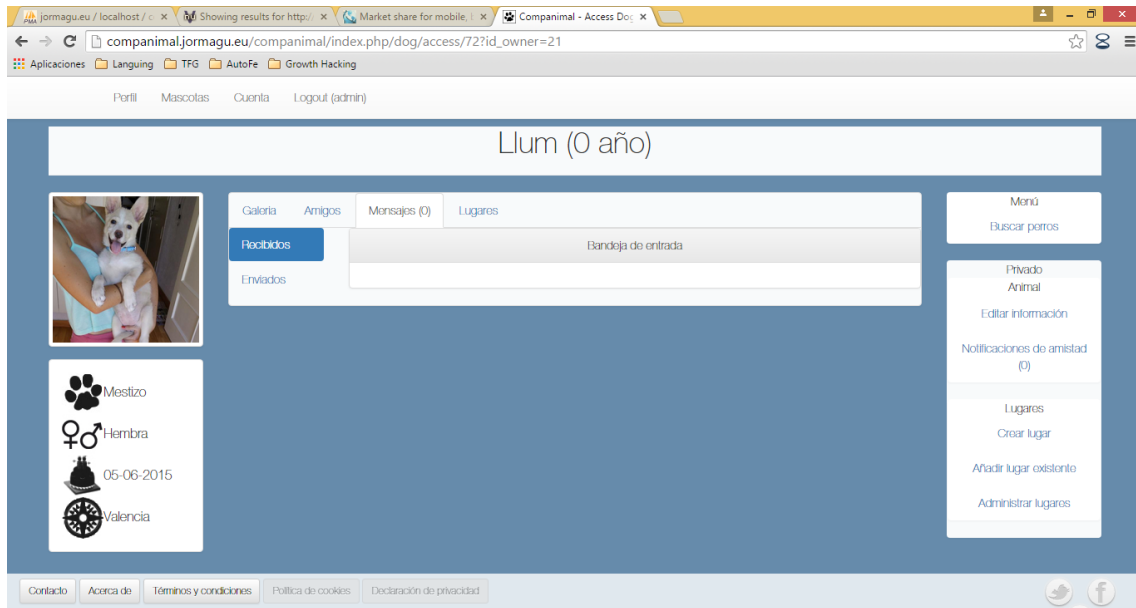 jormagu.eu / localhost / c
Showing results for http:/
Market share for mobile,
Companimal - Access Dog
companimal.jormagu.eu/companimal/index.php/dog/access/72?id_owner=21
Aplicaciones Languing TFG AutoFe Growth Hacking
Perfil Mascotas Cuenta Logout (admin)
Llum (0 año)
Galeria Amigos Mensajes (0) Lugares
Recibidos
Enviados
Bandeja de entrada
Mestizo
Hembra
05-06-2015
Valencia
Menú
Buscar perros
Privado
Animal
Editar información
Notificaciones de amistad
(0)
Lugares
Crear lugar
Añadir lugar existente
Administrar lugares
Contacto Acerca de Términos y condiciones Política de cookies Declaración de privacidad